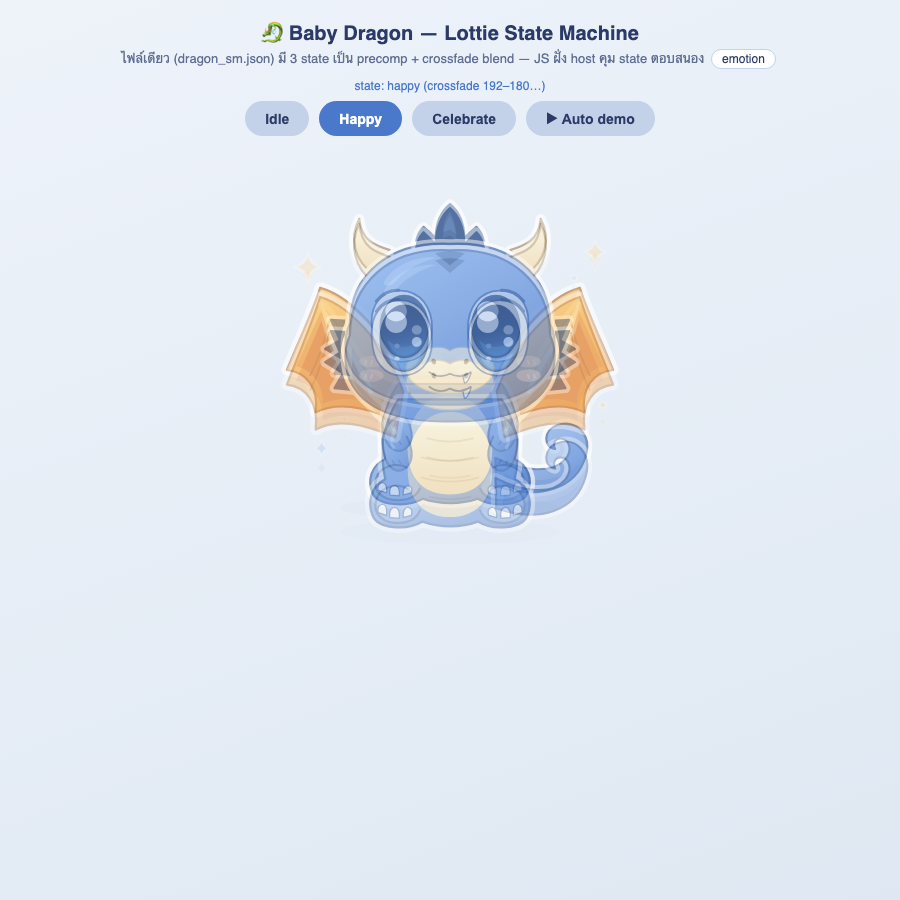 🐉 Baby Dragon — Lottie State Machine
ไฟล์เดียว (dragon_sm.json) มี 3 state เป็น precomp + crossfade blend — JS ฝั่ง host คุม state ตอบสนอง emotion
state: happy (crossfade 192–180…)
Idle Happy Celebrate ▶ Auto demo